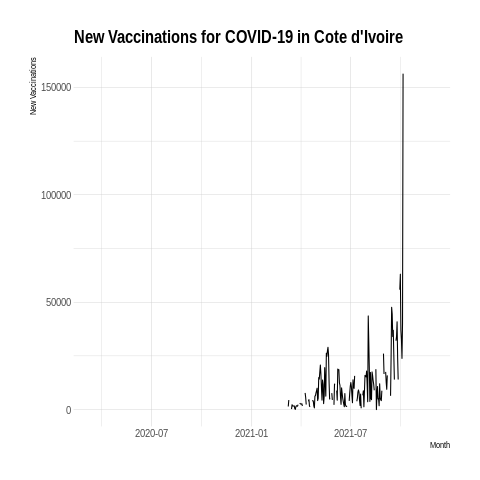 New Vaccinations for COVID-19 in Cote d'Ivoire
New Vaccinations
150000
100000
50000
0
2020-07
2021-01
2021-07
Month